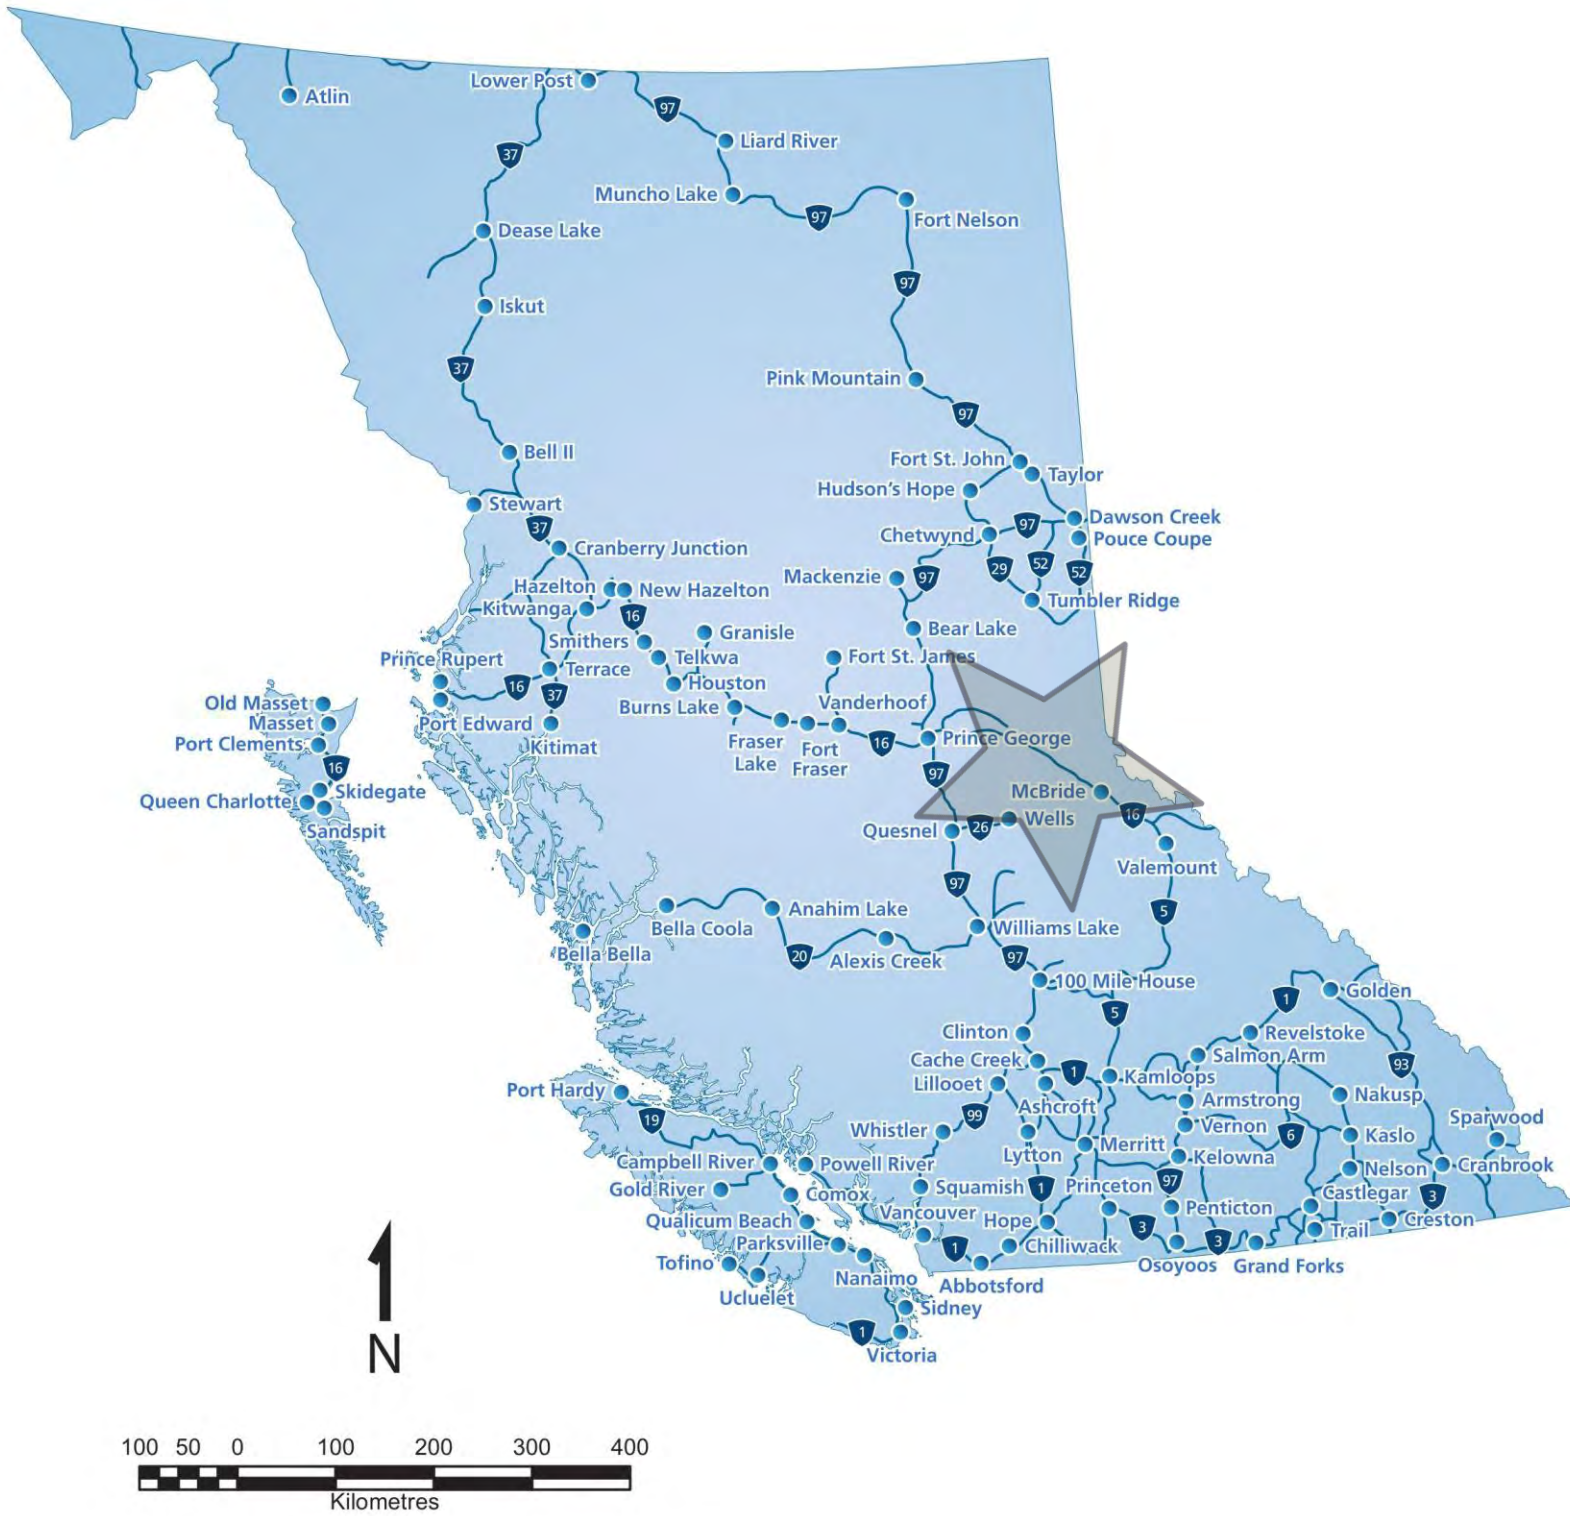 Lower Post
97
Atlin
Liard River
37
Muncho Lake
97
Fort Nelson
Dease Lake
97
Iskut
37
Pink Mountain
97
Bell II
Fort St. John
Taylor
Hudson's Hope
Stewart
37
97
Dawson Creek
Chetwynd
Pouce Coupe
Cranberry Junction
29
52
52
Mackenzie
97
Hazelton
New Hazelton
Kitwanga
16
Tumbler Ridge
Bear Lake
Smithers
Granisle
Telkwa
Fort St. James
Prince Rupert
Terrace
16
37
Houston
Old Masset
Burns Lake
Vanderhoof
Masset
Port Edward
Port Clements
Kitimat
Fraser
Lake
Fort
Fraser
16
Prince George
16
97
Skidegate
McBride
Queen Charlotte
16
Sandspit
Quesnel
26
Wells
Valemount
97
5
Bella Coola
Anahim Lake
Williams Lake
Bella Bella
20
Alexis Creek
97
100 Mile House
Golden
1
5
Clinton
Revelstoke
Cache Creek
Salmon Arm
93
1
Kamloops
Lillooet
Port Hardy
Ashcroft
Armstrong
Nakusp
99
19
Sparwood
Whistler
Vernon
6
Kaslo
Lytton
Merritt
Campbell River
Powell River
Kelowna
Nelson
Cranbrook
Gold River
Comox
Squamish
1
Princeton
97
Castlegar
3
Qualicum Beach
Vancouver
Hope
Penticton
Creston
Parksville
1
Chilliwack
3
3
Trail
Tofino
Nanaimo
Abbotsford
Osoyoos
Grand Forks
Ucluelet
Sidney
1
Victoria
N
100 50 0 100 200 300 400
Kilometres